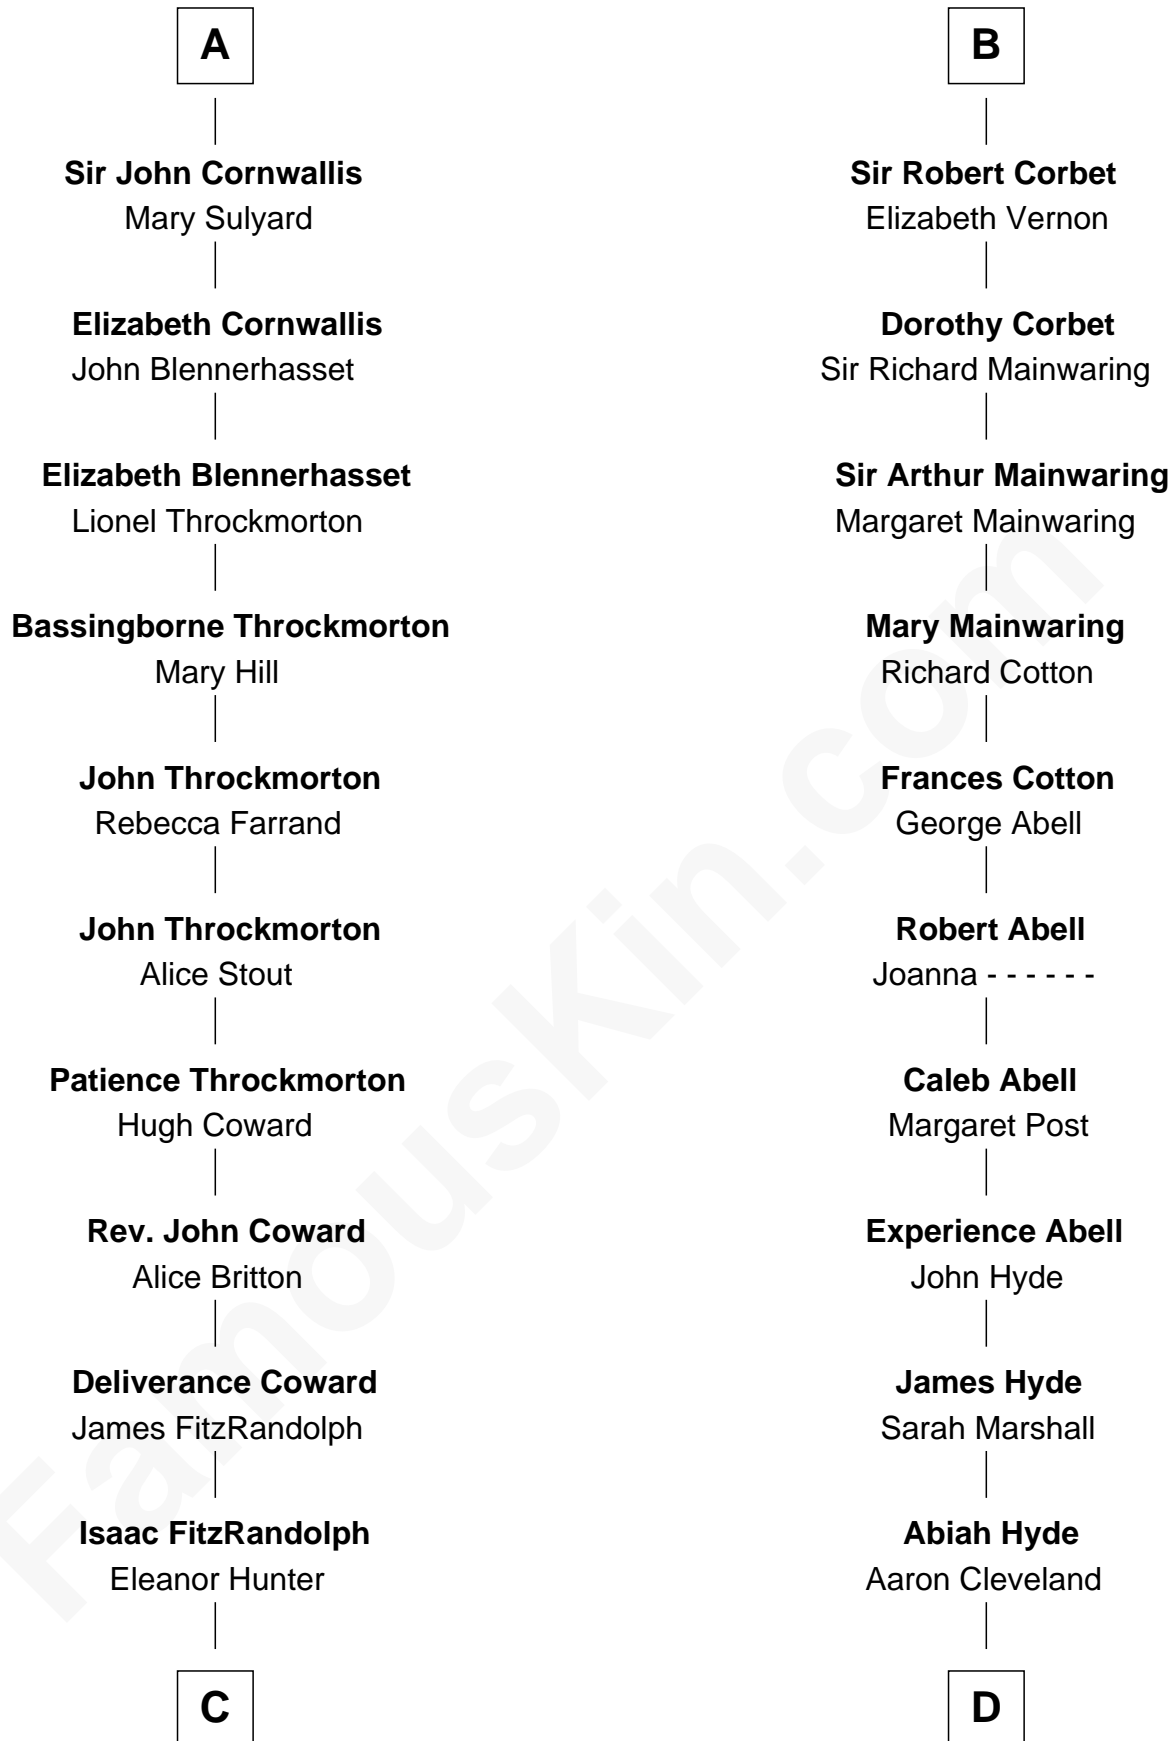 A
Sir John Cornwallis
Mary Sulyard
Elizabeth Cornwallis
John Blennerhasset
Elizabeth Blennerhasset
Lionel Throckmorton
Bassingborne Throckmorton
Mary Hill
John Throckmorton
Rebecca Farrand
John Throckmorton
Alice Stout
Patience Throckmorton
Hugh Coward
Rev. John Coward
Alice Britton
Deliverance Coward
James FitzRandolph
Isaac FitzRandolph
Eleanor Hunter
C
B
Sir Robert Corbet
Elizabeth Vernon
Dorothy Corbet
Sir Richard Mainwaring
Sir Arthur Mainwaring
Margaret Mainwaring
Mary Mainwaring
Richard Cotton
Frances Cotton
George Abell
Robert Abell
Joanna - - - - - -
Caleb Abell
Margaret Post
Experience Abell
John Hyde
James Hyde
Sarah Marshall
Abiah Hyde
Aaron Cleveland
D
FamousKin.com